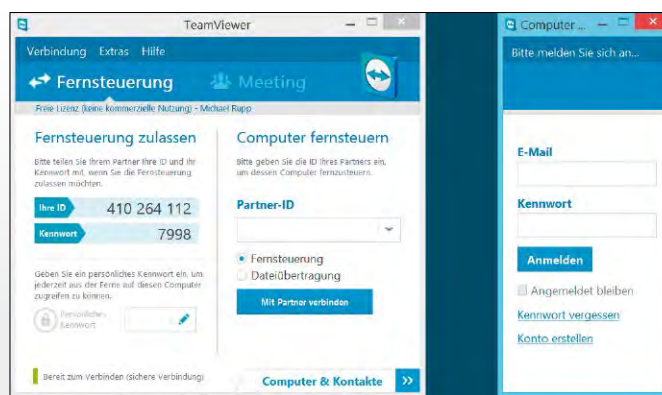 TeamViewer
Verbindung Extras Hilfe
Fernsteuerung
Meeting
Freie Lizenz (keine kommerzielle Nutzung) - Michael Rupp
Fernsteuerung zulassen
Bitte teilen Sie Ihrem Partner Ihre ID und Ihr
Kennwort mit, wenn Sie die Fernsteuerung
zulassen möchten.
Ihre ID 410 264 112
Kennwort 7998
Geben Sie ein persönliches Kennwort ein, um
jederzeit aus der Ferne auf diesen Computer
zugreifen zu können.
Persönliches
Kennwort
Bereit zum Verbinden (sichere Verbindung)
Computer fernsteuern
Bitte geben Sie die ID Ihres Partners ein,
um dessen Computer fernzusteuern.
Partner-ID
Fernsteuerung
Dateiübertragung
Mit Partner verbinden
Computer & Kontakte
Computer ...
Bitte melden Sie sich an...
E-Mail
Kennwort
Anmelden
Angemeldet bleiben
Kennwort vergessen
Konto erstellen